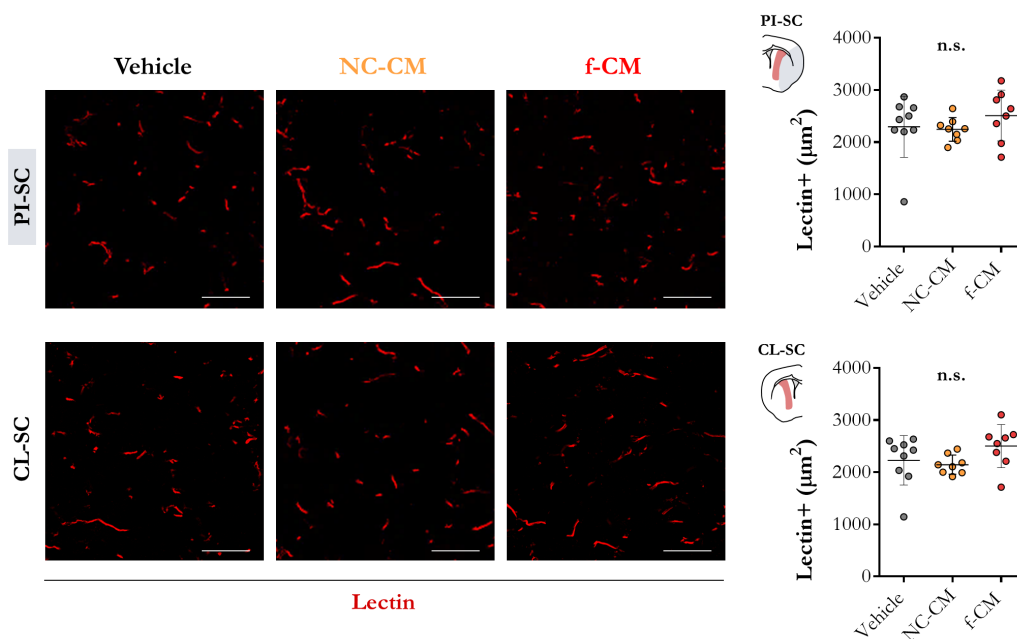 Vehicle
NC-CM
f-CM
PI-SC
CL-SC
Lectin
PI-SC
n.s.
Lectin+ (μm²)
4000
3000
2000
1000
0
Vehicle
NC-CM
f-CM
CL-SC
n.s.
Lectin+ (μm²)
4000
3000
2000
1000
0
Vehicle
NC-CM
f-CM